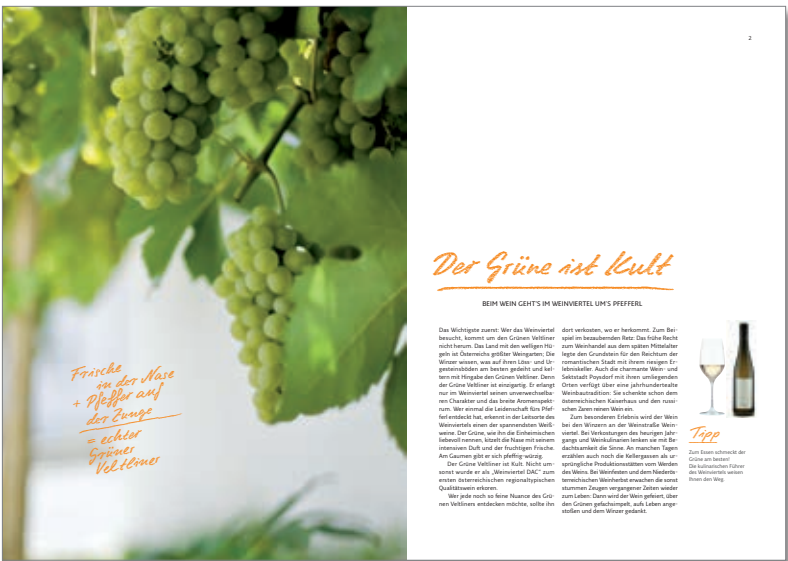 Frische
in der Nase
+ Pfeffer auf
der Zunge
= echter
Grüner
Veltliner
2
Der Grüne ist Kult
BEIM WEIN GEHT'S IM WEINVIERTEL UM'S PFEFFERL
Das Wichtigste zuerst: Wer das Weinviertel
besucht, kommt um den Grünen Veltliner
nicht herum. Das Land mit den welligen Hü-
geln ist Österreichs größter Weingarten; Die
Winzer wissen, was auf ihren Löss- und Ur-
gesteinsböden am besten gedeiht und kel-
tern mit Hingabe den Grünen Veltliner. Denn
der Grüne Veltliner ist einzigartig. Er erlangt
nur im Weinviertel seinen unverwechselba-
ren Charakter und das breite Aromenspekt-
rum. Wer einmal die Leidenschaft fürs Pfef-
ferl entdeckt hat, erkennt in der Leitsorte des
Weinviertels einen der spannendsten Weiß-
weine. Der Grüne, wie ihn die Einheimischen
liebevoll nennen, kitzelt die Nase mit seinem
intensiven Duft und der fruchtigen Frische.
Am Gaumen gibt er sich pfeffrig-würzig.
Der Grüne Veltliner ist Kult. Nicht um-
sonst wurde er als „Weinviertel DAC" zum
ersten österreichischen regionaltypischen
Qualitätswein erkoren.
Wer jede noch so feine Nuance des Grü-
nen Veltliners entdecken möchte, sollte ihn
dort verkosten, wo er herkommt. Zum Bei-
spiel im bezaubernden Retz: Das frühe Recht
zum Weinhandel aus dem späten Mittelalter
legte den Grundstein für den Reichtum der
romantischen Stadt mit ihrem riesigen Er-
lebniskeller. Auch die charmante Wein- und
Sektstadt Poysdorf mit ihren umliegenden
Orten verfügt über eine jahrhundertealte
Weinbautradition: Sie schenkte schon dem
österreichischen Kaiserhaus und den russi-
schen Zaren reinen Wein ein.
Zum besonderen Erlebnis wird der Wein
bei den Winzern an der Weinstraße Wein-
viertel. Bei Verkostungen des heurigen Jahr-
gangs und Weinkulinarien lenken sie mit Be-
dachtsamkeit die Sinne. An manchen Tagen
erzählen auch noch die Kellergassen als ur-
sprüngliche Produktionsstätten vom Werden
des Weins. Bei Weinfesten und dem Niederös-
terreichischen Weinherbst erwachen die sonst
stummen Zeugen vergangener Zeiten wieder
zum Leben: Dann wird der Wein gefeiert, über
den Grünen gefachsimpelt, aufs Leben ange-
stoßen und dem Winzer gedankt.
Tipp
Zum Essen schmeckt der
Grüne am besten!
Die kulinarischen Führer
des Weinviertels weisen
Ihnen den Weg.